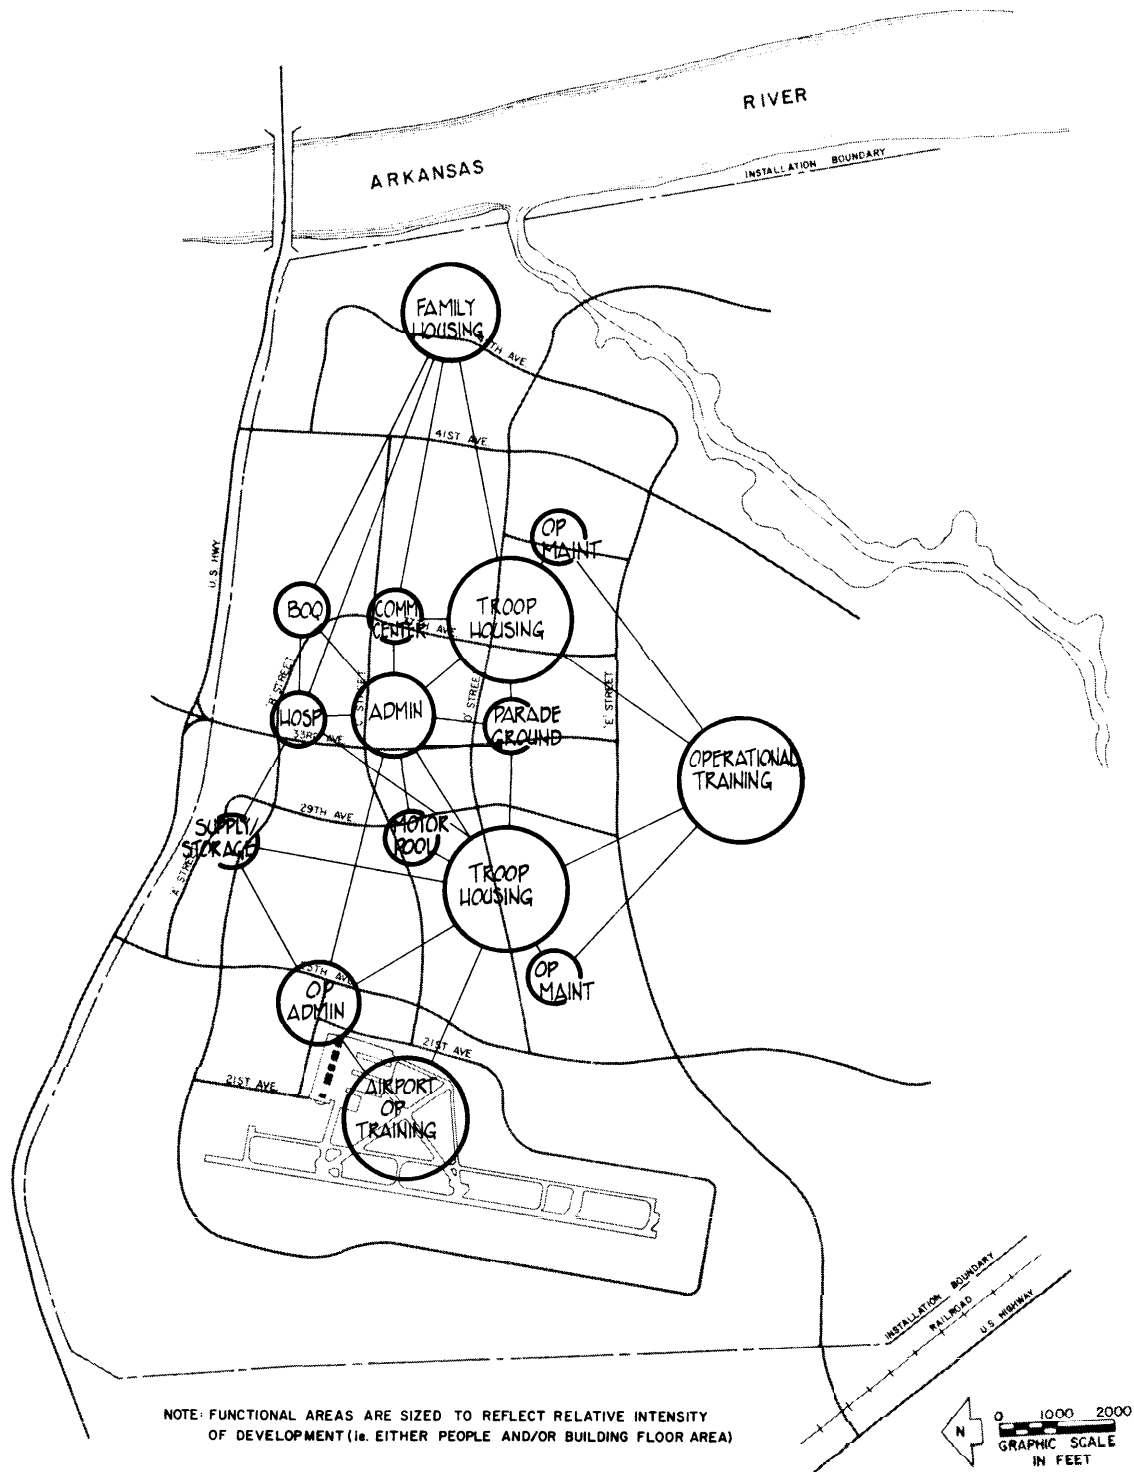 RIVER
ARKANSAS
INSTALLATION BOUNDARY
FAMILY
HOUSING
TH AVE
41ST AVE.
U.S HWY
OP
MAINT
BOQ
COMM
CENTER
TROOP
HOUSING
AVE
'B' STREET
'C' STREET
'D' STREET
'E' STREET
HOSP
ADMIN
PARADE
GROUND
33RD AVE
OPERATIONAL
TRAINING
29TH AVE
SUPPLY/
STORAGE
MOTOR
POOL
'A' STREET
TROOP
HOUSING
OP
MAINT
25TH AVE
OP
ADMIN
21ST AVE
21ST AVE.
AIRPORT
OP
TRAINING
INSTALLATION BOUNDARY
RAILROAD
U.S HIGHWAY
NOTE: FUNCTIONAL AREAS ARE SIZED TO REFLECT RELATIVE INTENSITY
OF DEVELOPMENT (ie. EITHER PEOPLE AND/OR BUILDING FLOOR AREA)
N
0 1000 2000
GRAPHIC SCALE
IN FEET